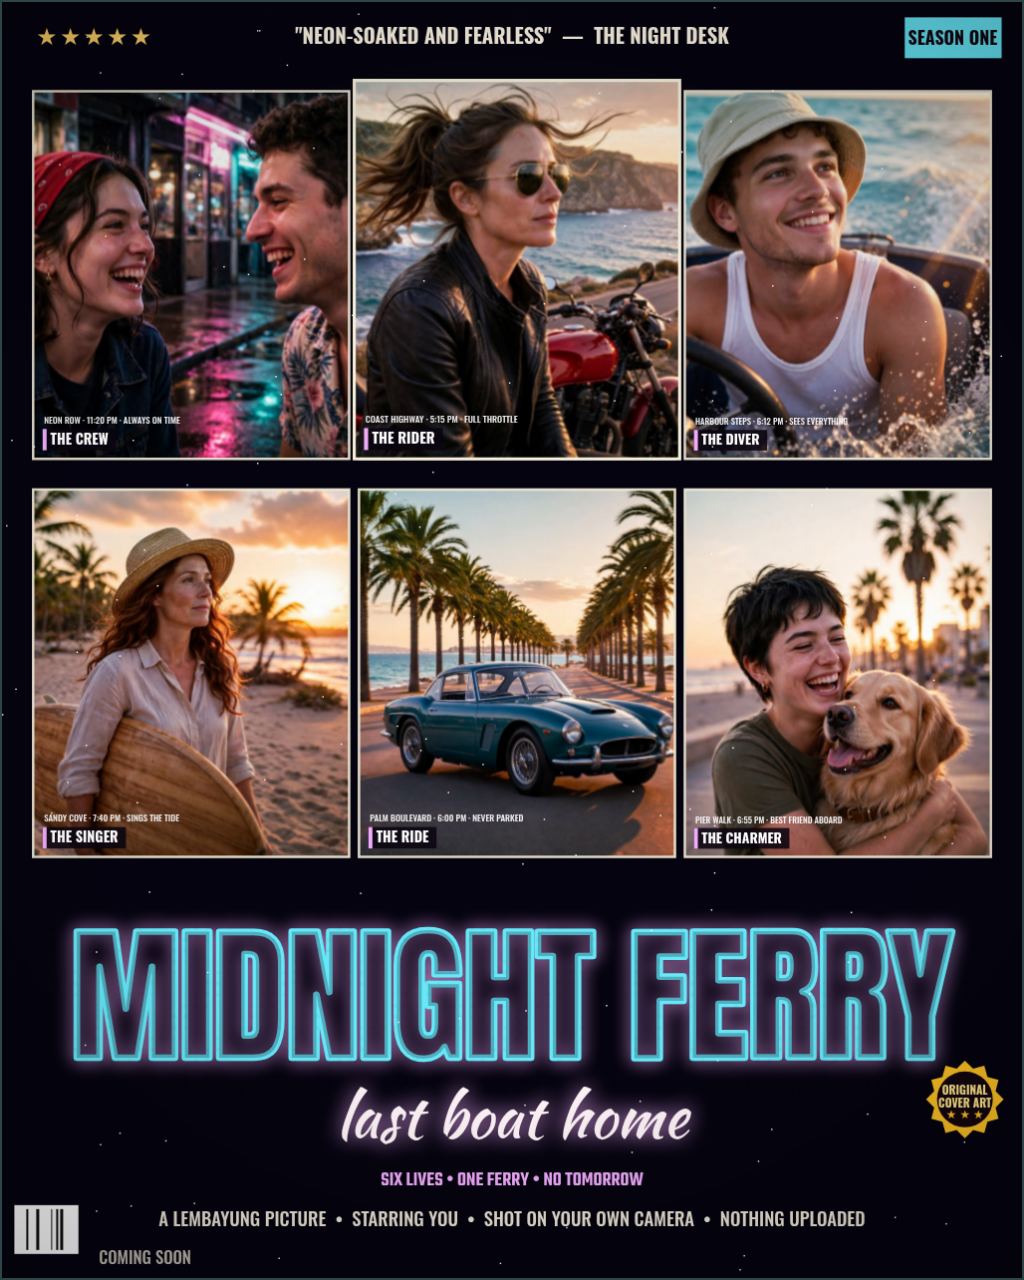 "NEON-SOAKED AND FEARLESS" — THE NIGHT DESK
SEASON ONE
NEON ROW · 11:20 PM · ALWAYS ON TIME
THE CREW
COAST HIGHWAY · 5:15 PM · FULL THROTTLE
THE RIDER
HARBOUR STEPS · 6:12 PM · SEES EVERYTHING
THE DIVER
SANDY COVE · 7:40 PM · SINGS THE TIDE
THE SINGER
PALM BOULEVARD · 6:00 PM · NEVER PARKED
THE RIDE
PIER WALK · 6:55 PM · BEST FRIEND ABOARD
THE CHARMER
MIDNIGHT FERRY
ORIGINAL
COVER ART
last boat home
SIX LIVES • ONE FERRY • NO TOMORROW
A LEMBAYUNG PICTURE • STARRING YOU • SHOT ON YOUR OWN CAMERA • NOTHING UPLOADED
COMING SOON